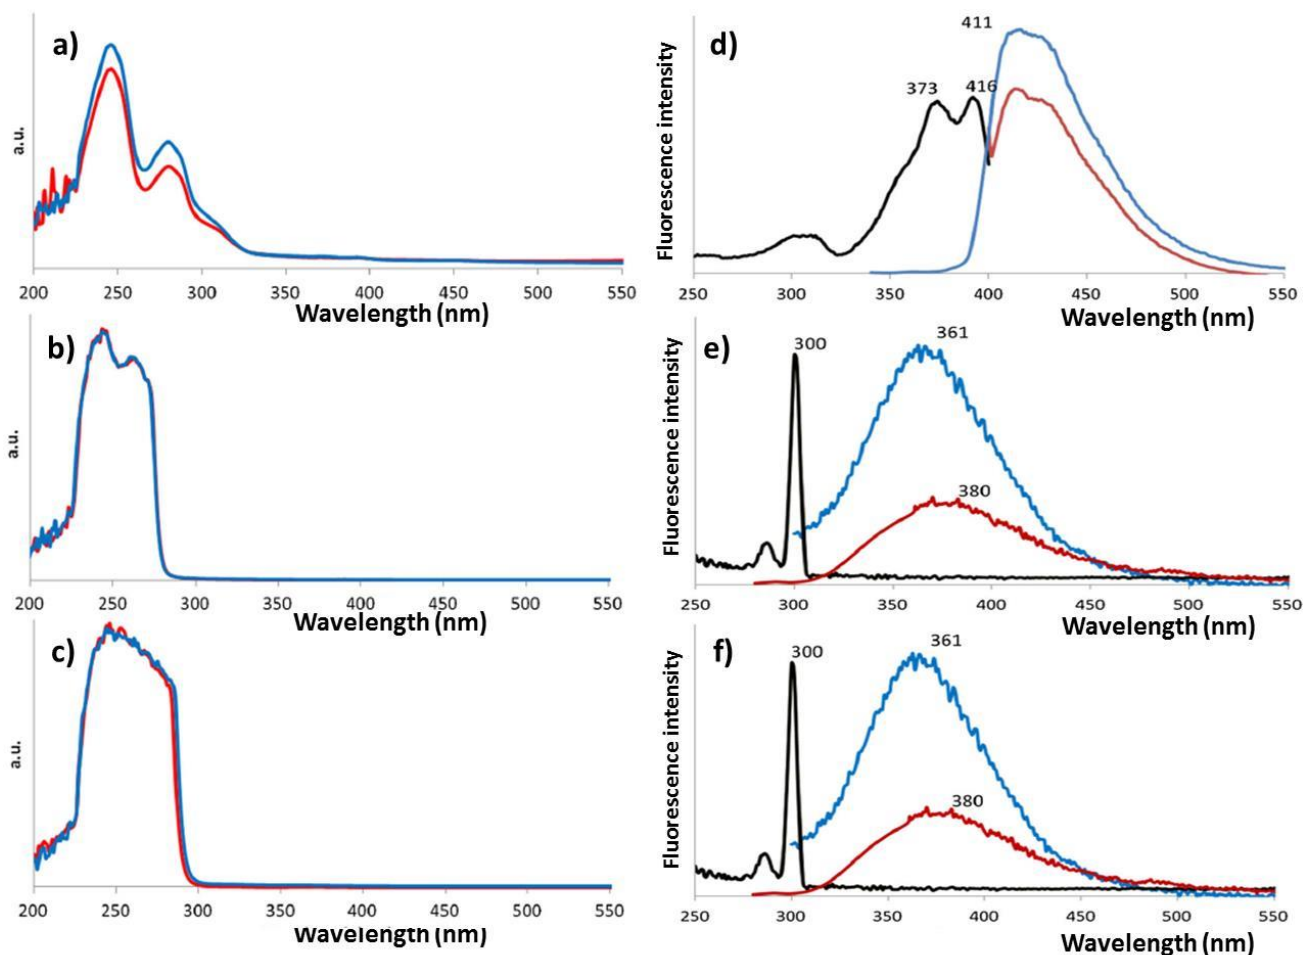 a)
a.u.
200 250 300 350 400 450 500 550
Wavelength (nm)
d)
Fluorescence intensity
411
373 416
250 300 350 400 450 500 550
Wavelength (nm)
b)
a.u.
200 250 300 350 400 450 500 550
Wavelength (nm)
e)
Fluorescence intensity
300 361
380
250 300 350 400 450 500 550
Wavelength (nm)
c)
a.u.
200 250 300 350 400 450 500 550
Wavelength (nm)
f)
Fluorescence intensity
300 361
380
250 300 350 400 450 500 550
Wavelength (nm)